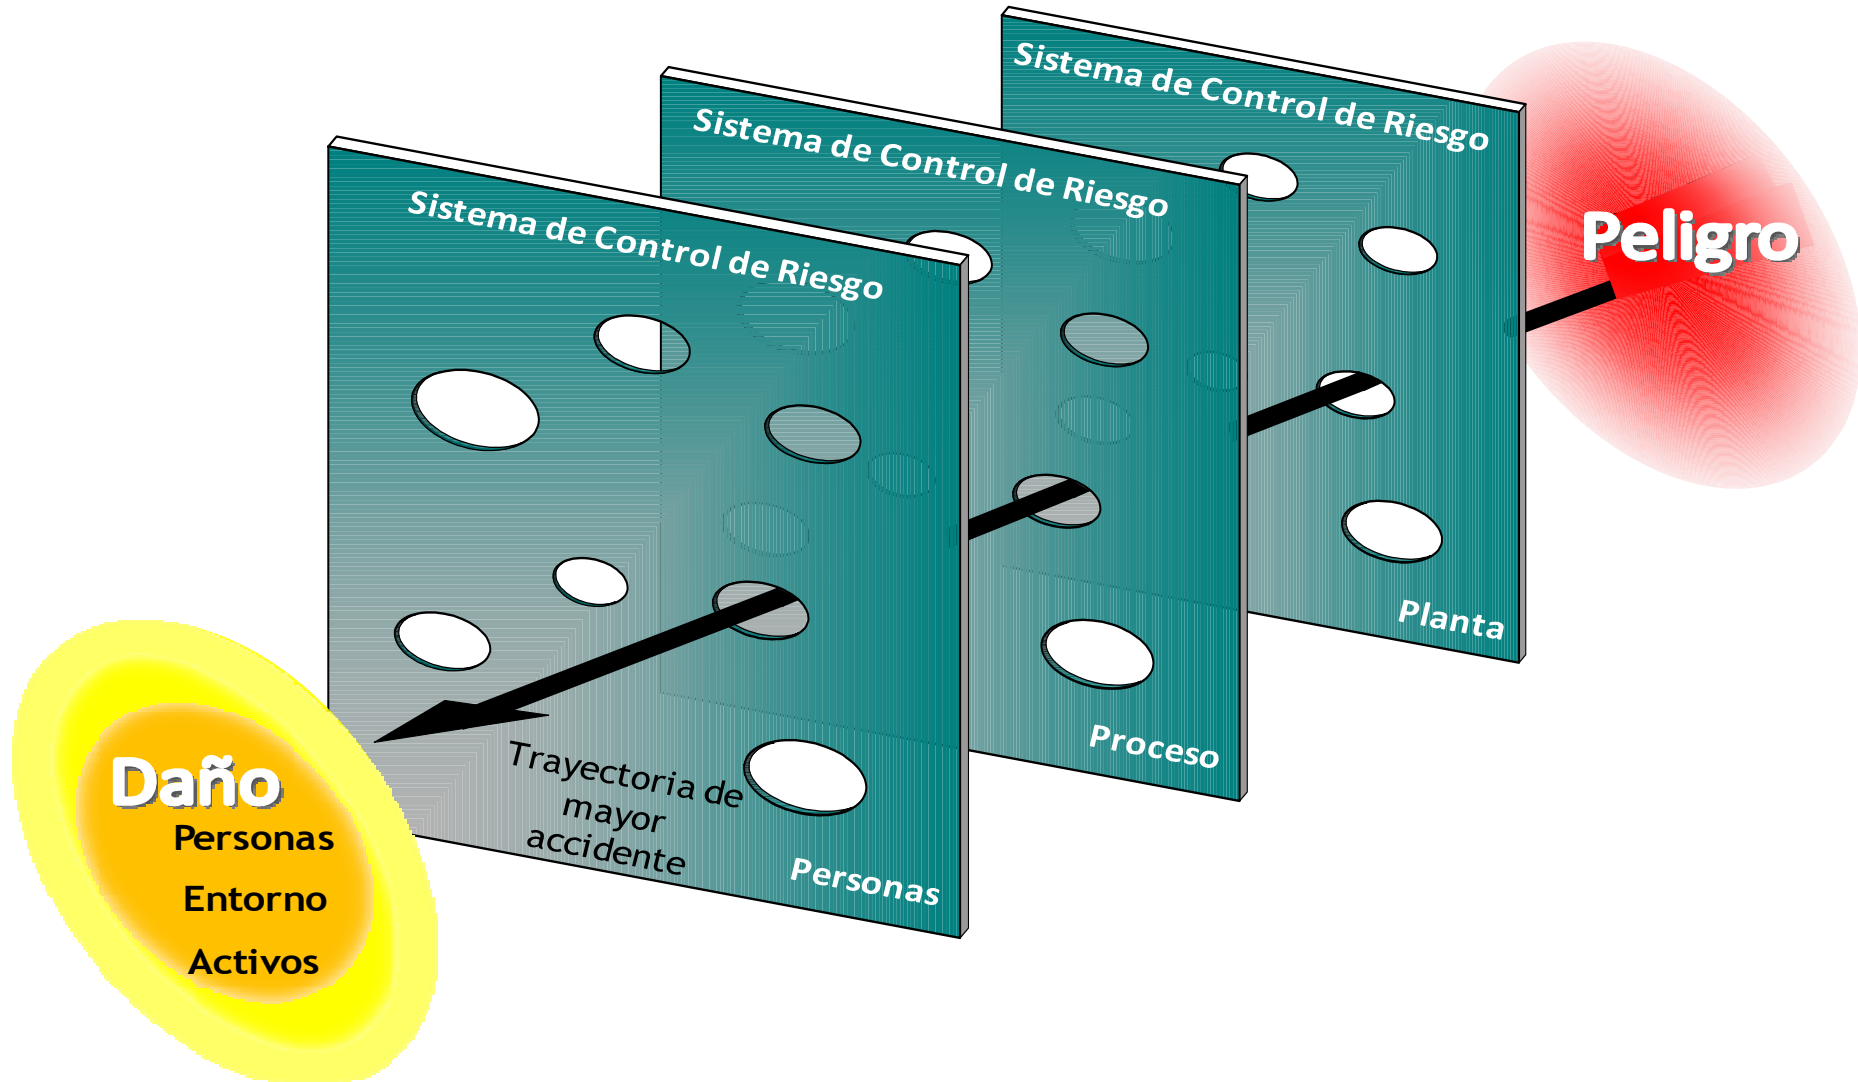 Sistema de Control de Riesgo
Sistema de Control de Riesgo
Sistema de Control de Riesgo
Peligro
Planta
Proceso
Personas
Trayectoria de
mayor
accidente
Daño
Personas
Entorno
Activos